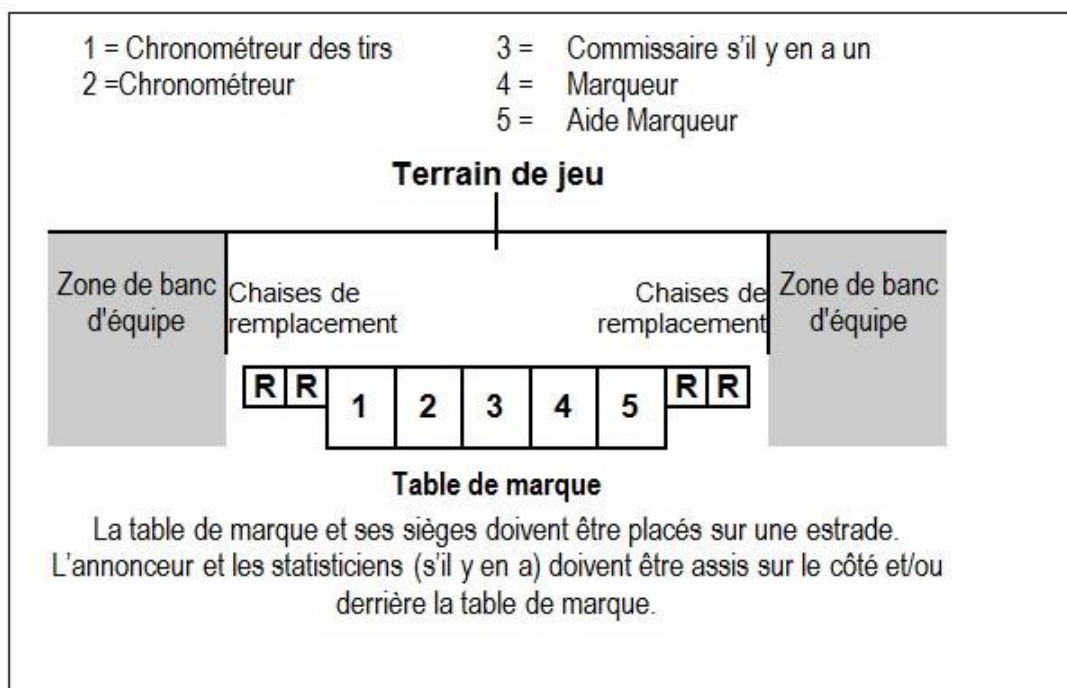 1 = Chronométreur des tirs
2 =Chronométreur
3 = Commissaire s'il y en a un
4 = Marqueur
5 = Aide Marqueur
Terrain de jeu
Zone de banc
d'équipe
Chaises de
remplacement
Chaises de
remplacement
Zone de banc
d'équipe
R R 1 2 3 4 5 R R
Table de marque
La table de marque et ses sièges doivent être placés sur une estrade.
L'annonceur et les statisticiens (s'il y en a) doivent être assis sur le côté et/ou
derrière la table de marque.